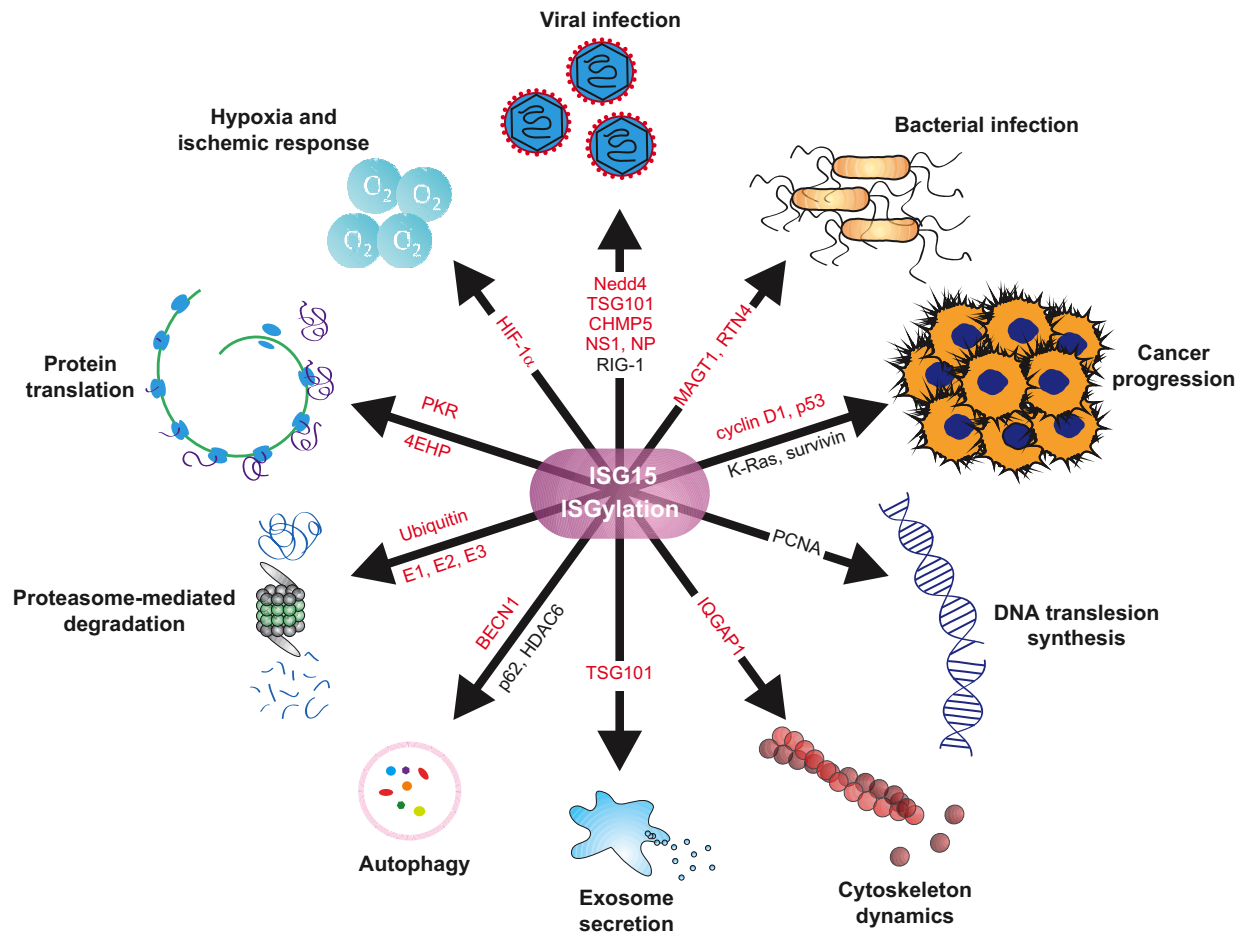 Viral infection
Hypoxia and
ischemic response
O2
O2
O2
O2
Bacterial infection
Nedd4
TSG101
CHMP5
NS1, NP
RIG-1
HIF-1α
MAGT1, RTN4
Protein
translation
PKR
4EHP
cyclin D1, p53
K-Ras, survivin
Cancer
progression
ISG15
ISGylation
Ubiquitin
E1, E2, E3
PCNA
Proteasome-mediated
degradation
DNA translesion
synthesis
BECN1
p62, HDAC6
TSG101
IQGAP1
Autophagy
Exosome
secretion
Cytoskeleton
dynamics